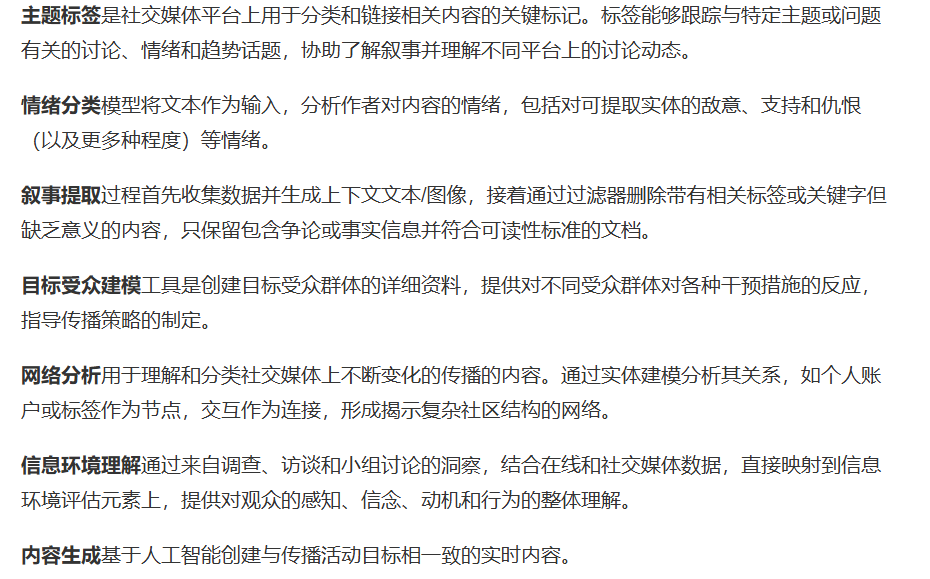 主题标签是社交媒体平台上用于分类和链接相关内容的关键标记。标签能够跟踪与特定主题或问题
有关的讨论、情绪和趋势话题，协助了解叙事并理解不同平台上的讨论动态。
情绪分类模型将文本作为输入，分析作者对内容的情绪，包括对可提取实体的敌意、支持和仇恨
（以及更多种程度）等情绪。
叙事提取过程首先收集数据并生成上下文文本/图像，接着通过过滤器删除带有相关标签或关键字但
缺乏意义的内容，只保留包含争论或事实信息并符合可读性标准的文档。
目标受众建模工具是创建目标受众群体的详细资料，提供对不同受众群体对各种干预措施的反应，
指导传播策略的制定。
网络分析用于理解和分类社交媒体上不断变化的传播的内容。通过实体建模分析其关系，如个人账
户或标签作为节点，交互作为连接，形成揭示复杂社区结构的网络。
信息环境理解通过来自调查、访谈和小组讨论的洞察，结合在线和社交媒体数据，直接映射到信息
环境评估元素上，提供对观众的感知、信念、动机和行为的整体理解。
内容生成基于人工智能创建与传播活动目标相一致的实时内容。